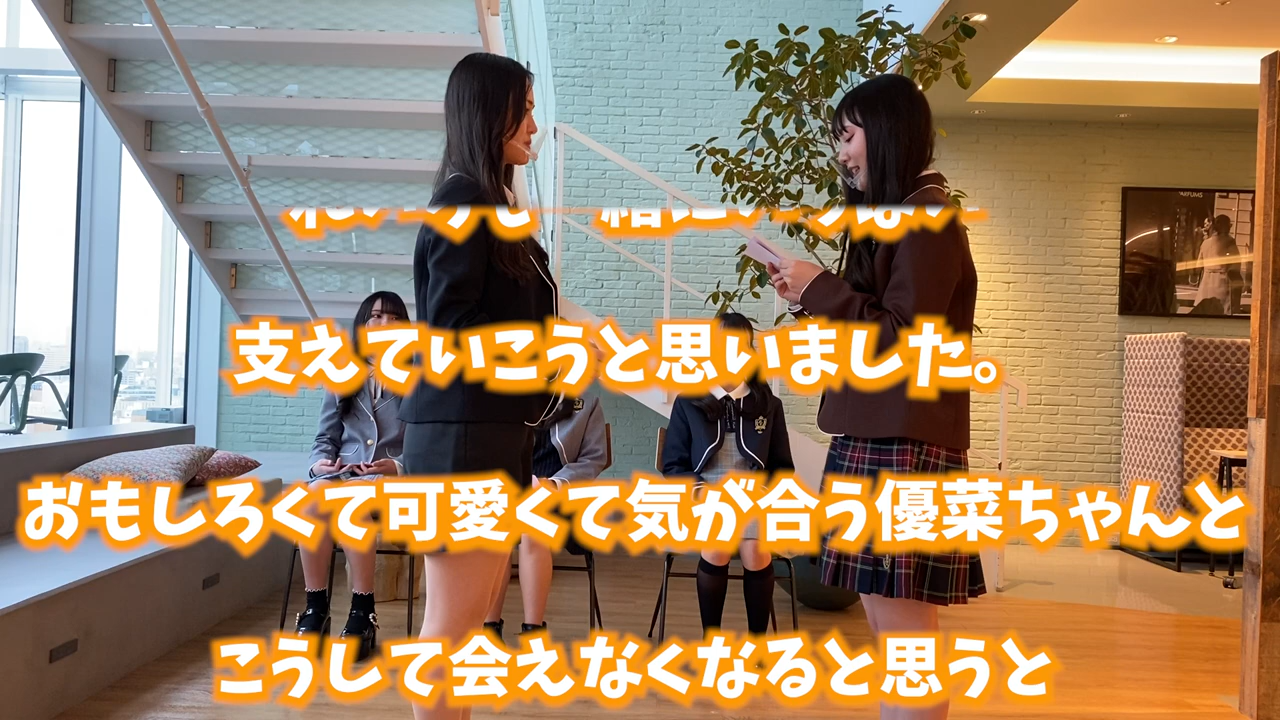 支えていこうと思いました。
おもしろくて可愛くて気が合う優菜ちゃんと
こうして会えなくなると思うと